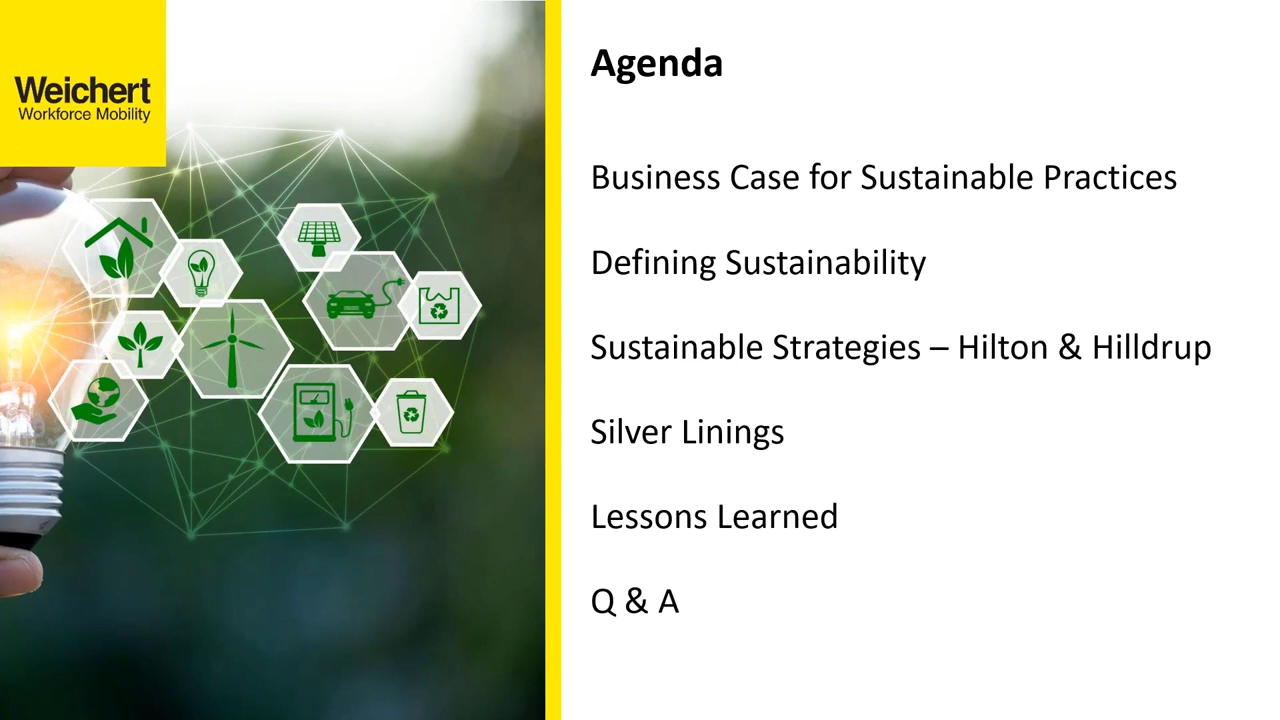 Weichert
Workforce Mobility
Agenda
Business Case for Sustainable Practices
Defining Sustainability
Sustainable Strategies – Hilton & Hilldrup
Silver Linings
Lessons Learned
Q & A